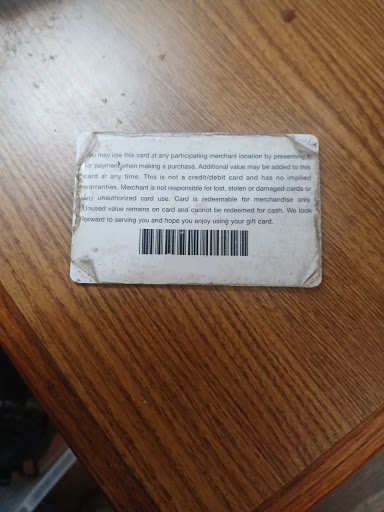 You may use this card at any participating merchant location by presenting it
for payment when making a purchase. Additional value may be added to this
card at any time. This is not a credit/debit card and has no implied
warranties. Merchant is not responsible for lost, stolen or damaged cards or
any unauthorized card use. Card is redeemable for merchandise only.
Unused value remains on card and cannot be redeemed for cash. We look
forward to serving you and hope you enjoy using your gift card.